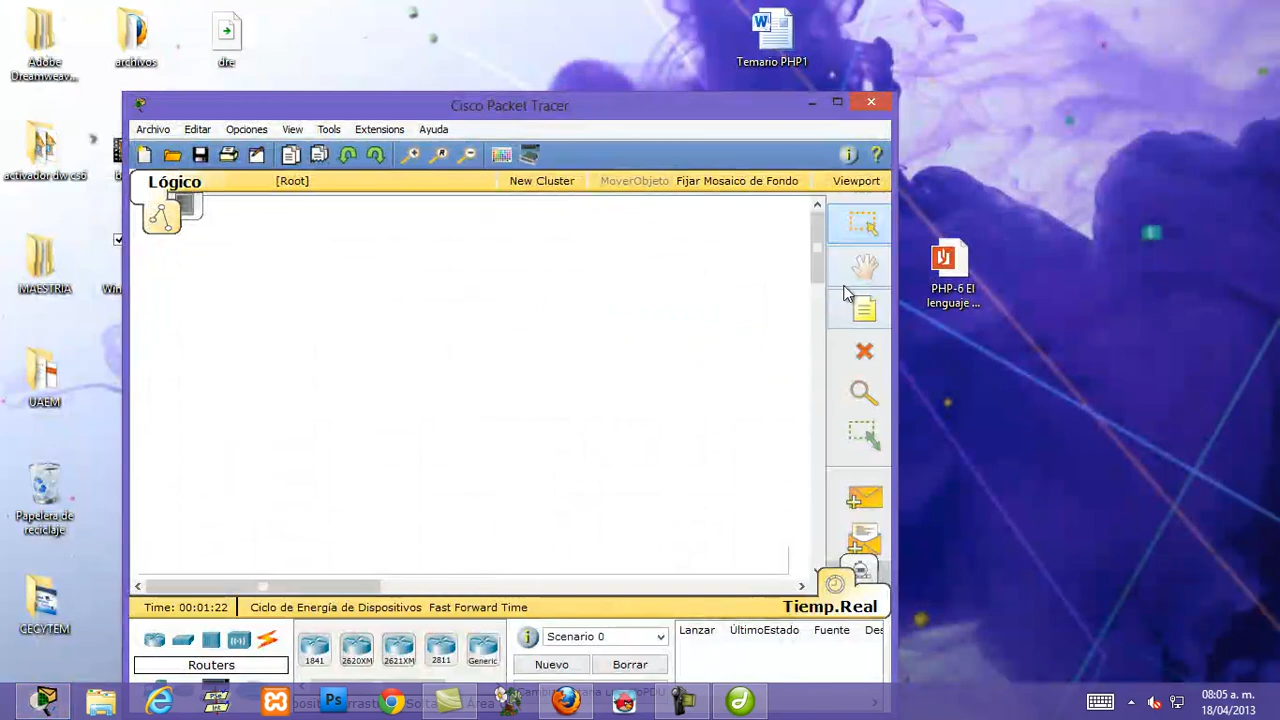 Adobe
Dreamweav...
archivos
dre
Temario PHP1
activador dw cs6
MAESTRIA
Win
UAEM
Papelera de
reciclaje
CECYTEM
PHP-6 El
lenguaje ...
Cisco Packet Tracer
Archivo Editar Opciones View Tools Extensions Ayuda
Lógico [Root] New Cluster MoverObjeto Fijar Mosaico de Fondo Viewport
Time: 00:01:22 Ciclo de Energía de Dispositivos Fast Forward Time Tiemp.Real
1841 2620XM 2621XM 2811 Generic
Routers
Scenario 0
Nuevo Borrar
Lanzar ÚltimoEstado Fuente Des
08:05 a. m.
18/04/2013